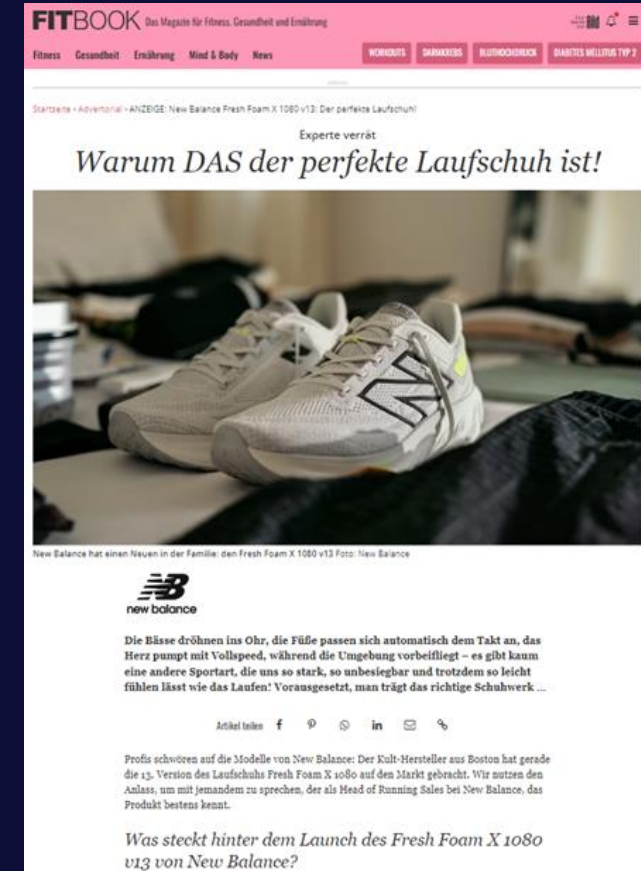 FITBOOK Das Magazin für Fitness, Gesundheit und Ernährung
Bild
Fitness Gesundheit Ernährung Mind & Body News
WORKOUTS DARMKREBS BLUTHOCHDRUCK DIABETES MELLITUS TYP 2
Startseite › Advertorial › ANZEIGE: New Balance Fresh Foam X 1080 v13: Der perfekte Laufschuh!
Experte verrät
Warum DAS der perfekte Laufschuh ist!
New Balance hat einen Neuen in der Familie: den Fresh Foam X 1080 v13 Foto: New Balance
new balance
Die Bässe dröhnen ins Ohr, die Füße passen sich automatisch dem Takt an, das
Herz pumpt mit Vollspeed, während die Umgebung vorbeifliegt – es gibt kaum
eine andere Sportart, die uns so stark, so unbesiegbar und trotzdem so leicht
fühlen lässt wie das Laufen! Vorausgesetzt, man trägt das richtige Schuhwerk ...
Artikel teilen
Profis schwören auf die Modelle von New Balance: Der Kult-Hersteller aus Boston hat gerade
die 13. Version des Laufschuhs Fresh Foam X 1080 auf den Markt gebracht. Wir nutzen den
Anlass, um mit jemandem zu sprechen, der als Head of Running Sales bei New Balance, das
Produkt bestens kennt.
Was steckt hinter dem Launch des Fresh Foam X 1080
v13 von New Balance?